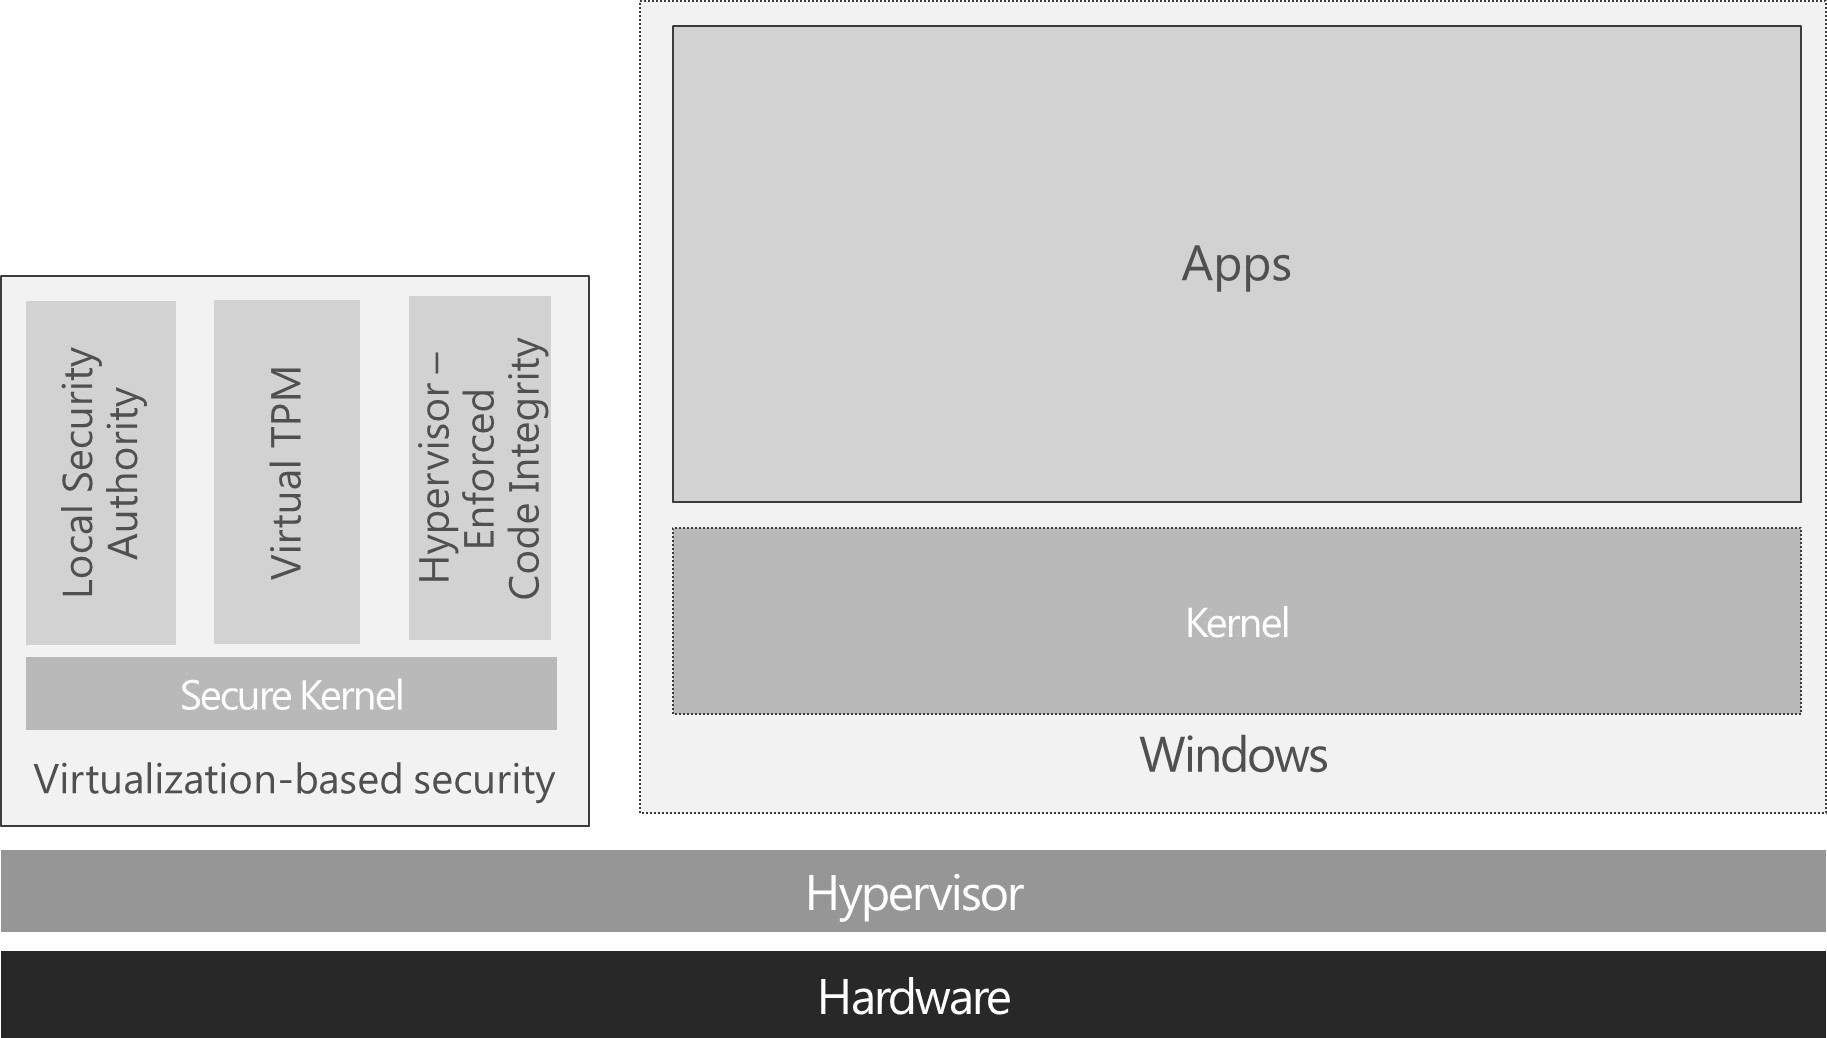 Apps
Local Security
Authority
Virtual TPM
Hypervisor –
Enforced
Code Integrity
Kernel
Secure Kernel
Windows
Virtualization-based security
Hypervisor
Hardware